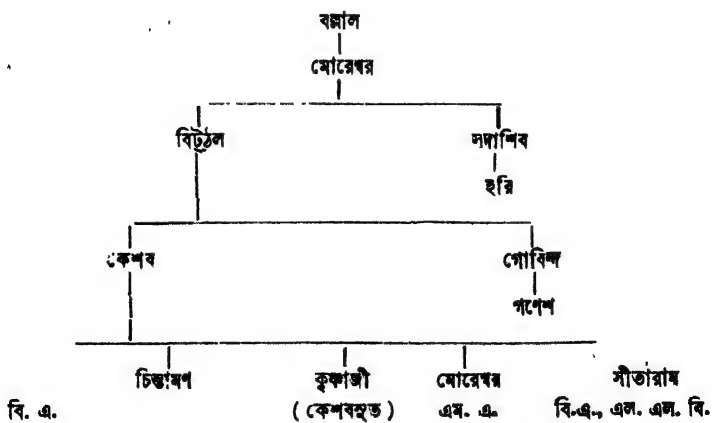 বল্লাল
মোরেশ্বর
বিট্ঠল সদাশিব
হরি
কেশব গোবিন্দ
গণেশ
চিন্তামণ কৃষ্ণাজী মোরেশ্বর সীতারাম
বি. এ. ( কেশবসুত ) এম. এ. বি.এ., এল. এল. বি.